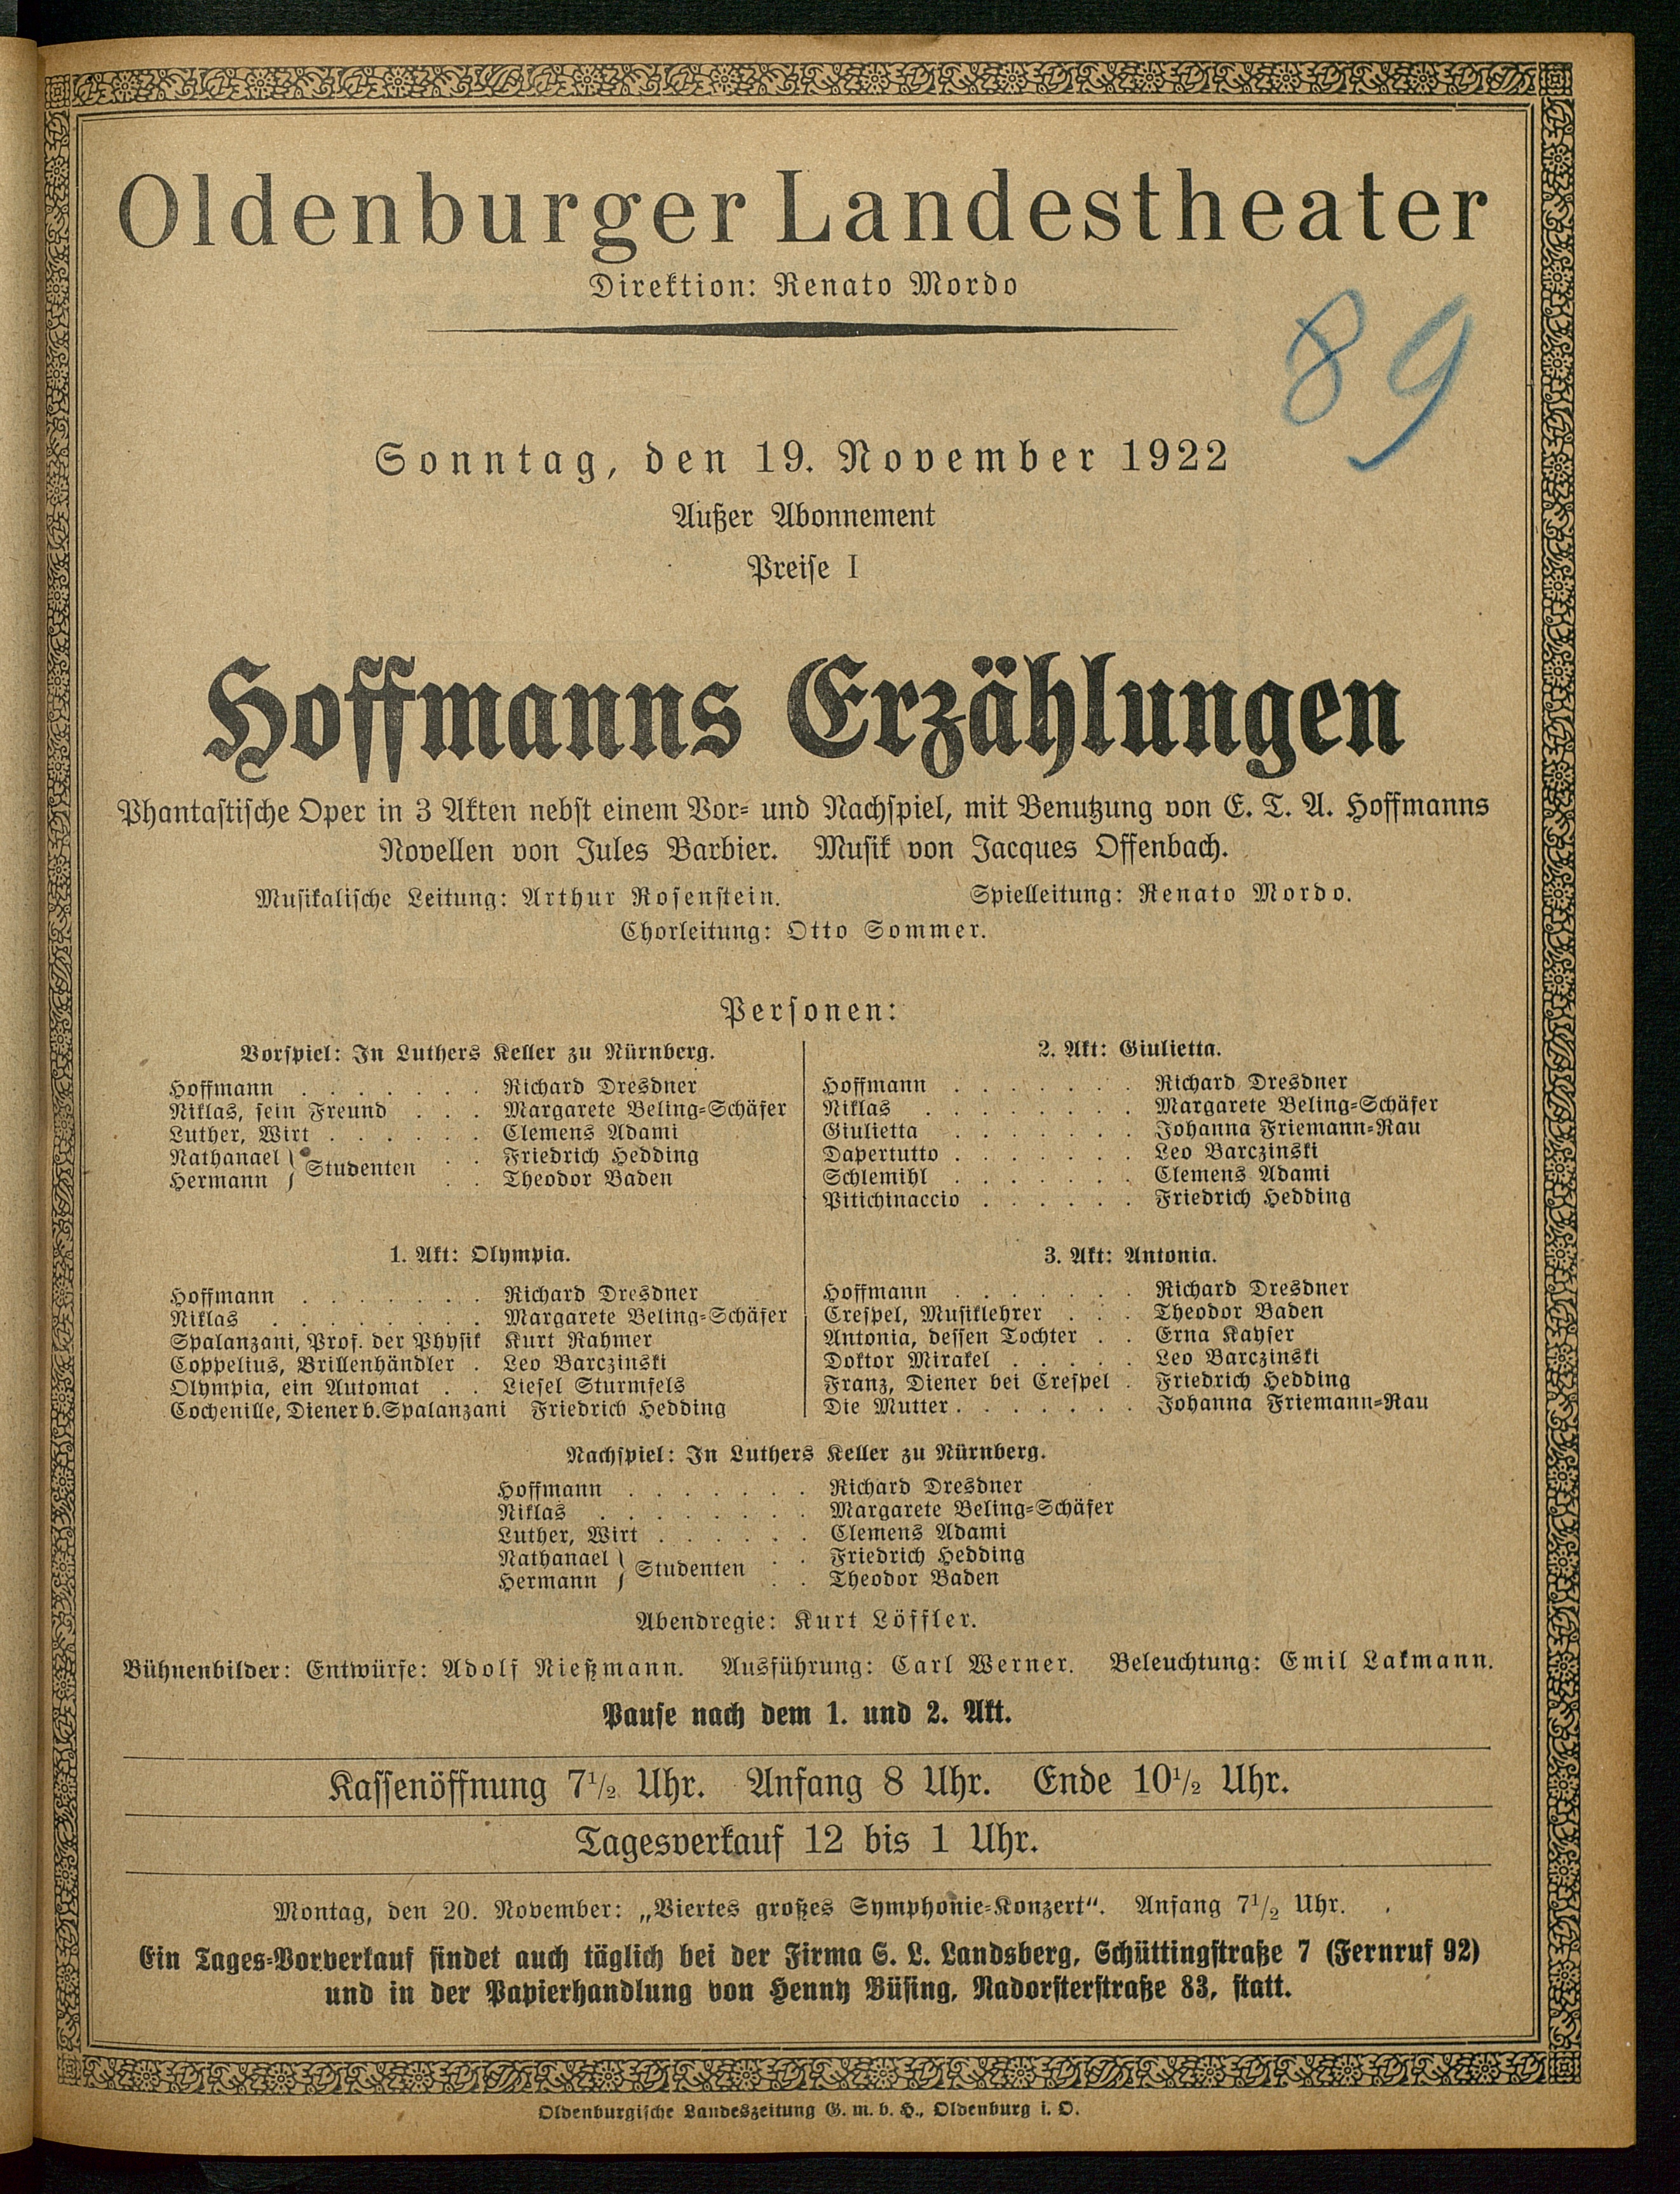 Oldenburger Landestheater
Direktion: Renato Mordo
89
Sonntag, den 19. November 1922
Außer Abonnement
Preise I
Hoffmanns Erzählungen
Phantastische Oper in 3 Akten nebst einem Vor- und Nachspiel, mit Benutzung von E. T. A. Hoffmanns
Novellen von Jules Barbier. Musik von Jacques Offenbach.
Musikalische Leitung: Arthur Rosenstein. Spielleitung: Renato Mordo.
Chorleitung: Otto Sommer.
Personen:
Vorspiel: In Luthers Keller zu Nürnberg.
Hoffmann . . . . . . . Richard Dresdner
Niklas, sein Freund . . . Margarete Beling-Schäfer
Luther, Wirt . . . . . . Clemens Adami
Nathanael } Studenten . . Friedrich Hedding
Hermann } . . Theodor Baden
1. Akt: Olympia.
Hoffmann . . . . . . . Richard Dresdner
Niklas . . . . . . . . Margarete Beling-Schäfer
Spalanzani, Prof. der Physik Kurt Rahmer
Coppelius, Brillenhändler . Leo Barczinski
Olympia, ein Automat . . Liesel Sturmfels
Cochenille, Diener b. Spalanzani Friedrich Hedding
2. Akt: Giulietta.
Hoffmann . . . . . . . Richard Dresdner
Niklas . . . . . . . . Margarete Beling-Schäfer
Giulietta . . . . . . . Johanna Friemann-Rau
Dapertutto . . . . . . . Leo Barczinski
Schlemihl . . . . . . . Clemens Adami
Pitichinaccio . . . . . . Friedrich Hedding
3. Akt: Antonia.
Hoffmann . . . . . . . Richard Dresdner
Crespel, Musiklehrer . . . Theodor Baden
Antonia, dessen Tochter . . Erna Kayser
Doktor Mirakel . . . . . Leo Barczinski
Franz, Diener bei Crespel . Friedrich Hedding
Die Mutter . . . . . . . Johanna Friemann-Rau
Nachspiel: In Luthers Keller zu Nürnberg.
Hoffmann . . . . . . . Richard Dresdner
Niklas . . . . . . . . Margarete Beling-Schäfer
Luther, Wirt . . . . . . Clemens Adami
Nathanael } Studenten . . Friedrich Hedding
Hermann } . . Theodor Baden
Abendregie: Kurt Löffler.
Bühnenbilder: Entwürfe: Adolf Nießmann. Ausführung: Carl Werner. Beleuchtung: Emil Lakmann.
Pause nach dem 1. und 2. Akt.
Kassenöffnung 7½ Uhr. Anfang 8 Uhr. Ende 10½ Uhr.
Tagesverkauf 12 bis 1 Uhr.
Montag, den 20. November: „Viertes großes Symphonie-Konzert“. Anfang 7½ Uhr.
Ein Tages-Vorverkauf findet auch täglich bei der Firma S. L. Landsberg, Schüttingstraße 7 (Fernruf 92)
und in der Papierhandlung von Henny Büsing, Nadorsterstraße 83, statt.
Oldenburgische Landeszeitung G. m. b. H., Oldenburg i. O.